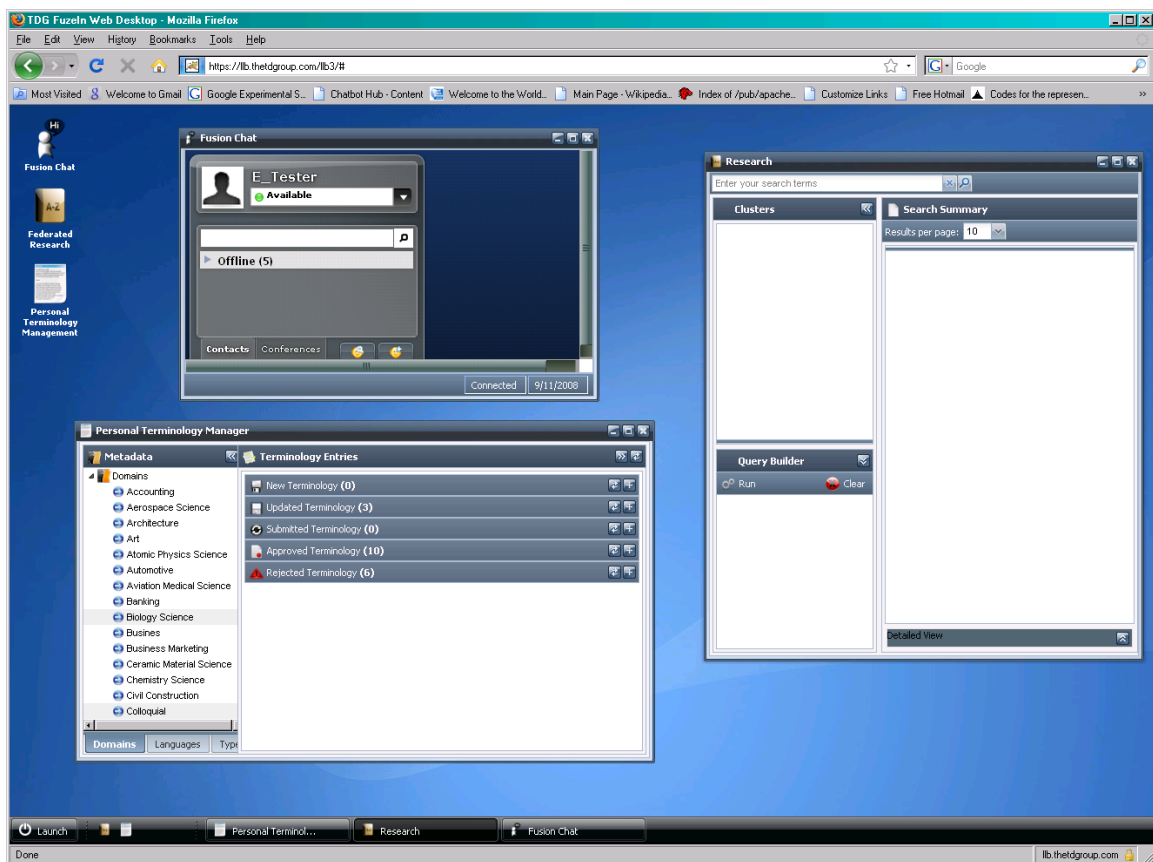 TDG FuzeIn Web Desktop - Mozilla Firefox
File Edit View History Bookmarks Tools Help
https://llb.thetdgroup.com/llb3/#
G Google
Most Visited Welcome to Gmail Google Experimental S... Chatbot Hub - Content Welcome to the World... Main Page - Wikipedia... Index of /pub/apache... Customize Links Free Hotmail Codes for the represen... »
Hi
Fusion Chat
A-Z
Federated
Research
Personal
Terminology
Management
Fusion Chat
E_Tester
Available
Offline (5)
Contacts Conferences
Connected 9/11/2008
Research
Enter your search terms
Clusters
Search Summary
Results per page: 10
Query Builder
Run Clear
Detailed View
Personal Terminology Manager
Metadata
Domains
Accounting
Aerospace Science
Architecture
Art
Atomic Physics Science
Automotive
Aviation Medical Science
Banking
Biology Science
Busines
Business Marketing
Ceramic Material Science
Chemistry Science
Civil Construction
Colloquial
Domains Languages Type
Terminology Entries
New Terminology (0)
Updated Terminology (3)
Submitted Terminology (0)
Approved Terminology (10)
Rejected Terminology (6)
Launch Personal Terminol... Research Fusion Chat
Done llb.thetdgroup.com